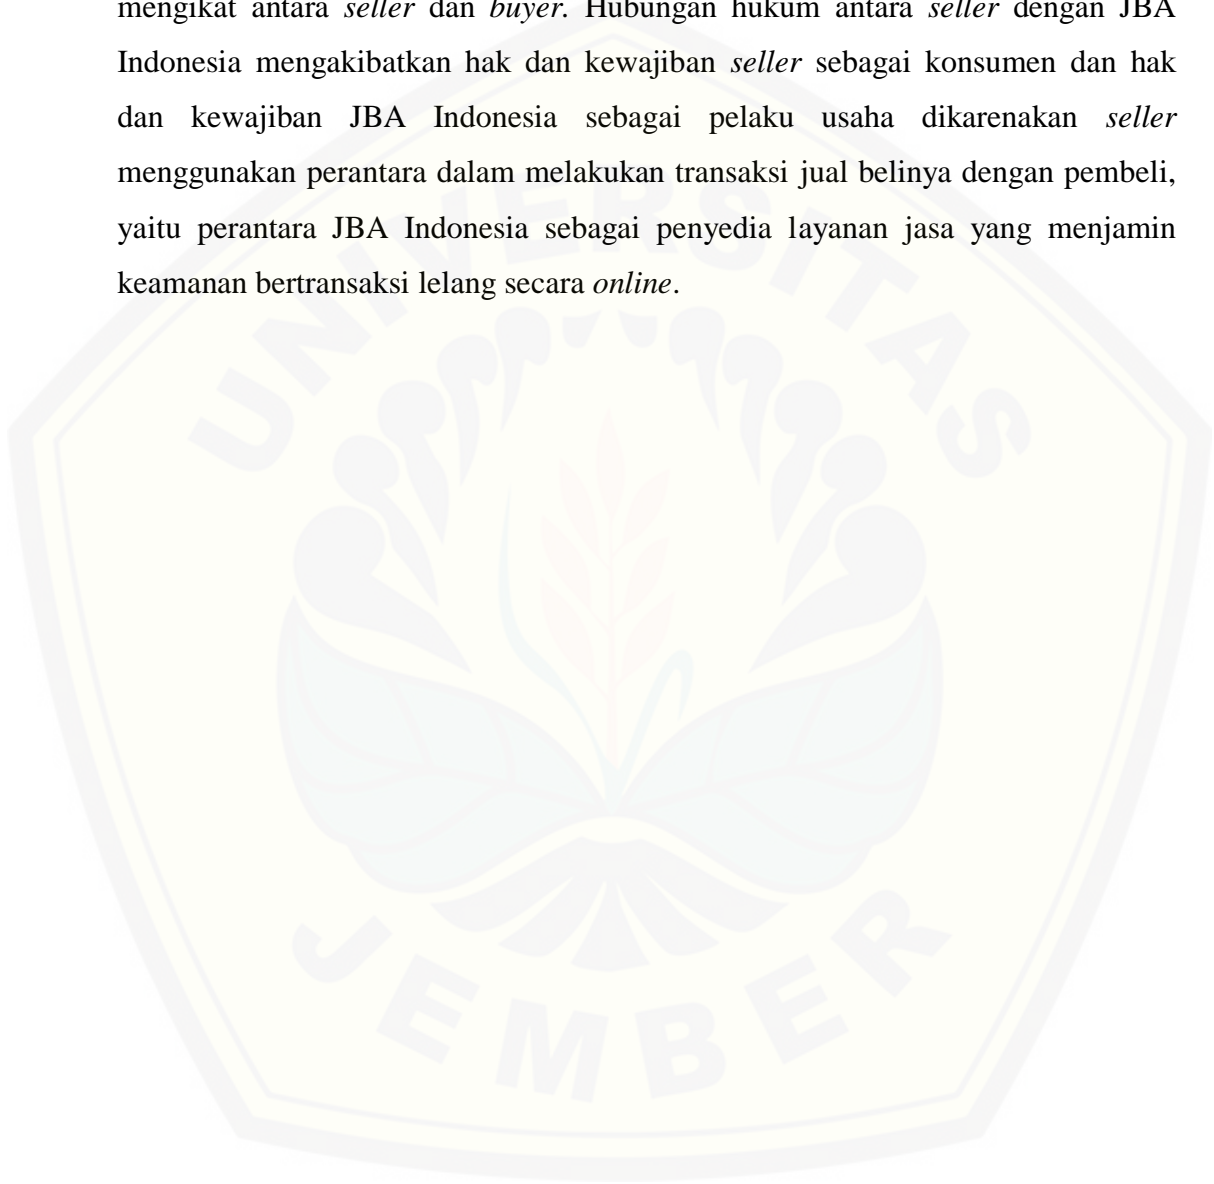 mengikat antara seller dan buyer. Hubungan hukum antara seller dengan JBA
Indonesia mengakibatkan hak dan kewajiban seller sebagai konsumen dan hak
dan kewajiban JBA Indonesia sebagai pelaku usaha dikarenakan seller
menggunakan perantara dalam melakukan transaksi jual belinya dengan pembeli,
yaitu perantara JBA Indonesia sebagai penyedia layanan jasa yang menjamin
keamanan bertransaksi lelang secara online.
UNIVERSITAS
JEMBER